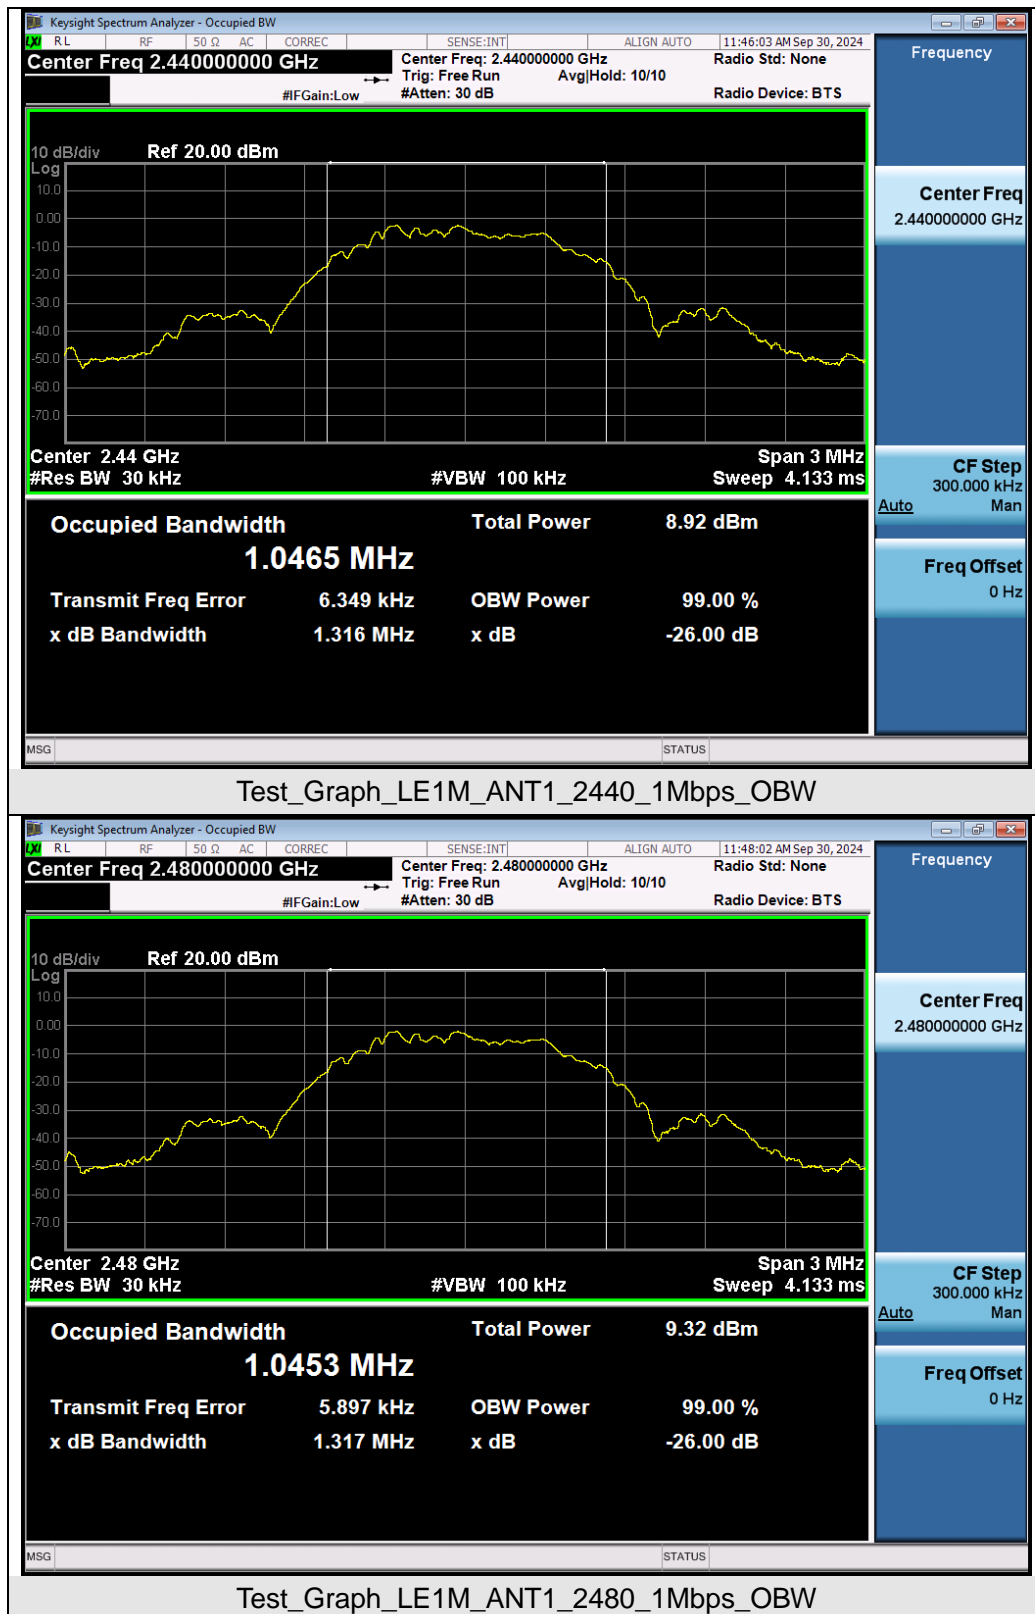 Keysight Spectrum Analyzer - Occupied BW
LXI RL RF 50 Ω AC CORREC SENSE:INT ALIGN AUTO 11:46:03 AM Sep 30, 2024
Center Freq 2.440000000 GHz
Center Freq: 2.440000000 GHz
Radio Std: None
Trig: Free Run Avg|Hold: 10/10
#IFGain:Low
#Atten: 30 dB
Radio Device: BTS
10 dB/div Ref 20.00 dBm
Log
10.0
0.00
-10.0
-20.0
-30.0
-40.0
-50.0
-60.0
-70.0
Center 2.44 GHz Span 3 MHz
#Res BW 30 kHz #VBW 100 kHz Sweep 4.133 ms
Occupied Bandwidth Total Power 8.92 dBm
1.0465 MHz
Transmit Freq Error 6.349 kHz OBW Power 99.00 %
x dB Bandwidth 1.316 MHz x dB -26.00 dB
MSG STATUS
Frequency
Center Freq
2.440000000 GHz
CF Step
300.000 kHz
Auto Man
Freq Offset
0 Hz
Test_Graph_LE1M_ANT1_2440_1Mbps_OBW
Keysight Spectrum Analyzer - Occupied BW
LXI RL RF 50 Ω AC CORREC SENSE:INT ALIGN AUTO 11:48:02 AM Sep 30, 2024
Center Freq 2.480000000 GHz
Center Freq: 2.480000000 GHz
Radio Std: None
Trig: Free Run Avg|Hold: 10/10
#IFGain:Low
#Atten: 30 dB
Radio Device: BTS
10 dB/div Ref 20.00 dBm
Log
10.0
0.00
-10.0
-20.0
-30.0
-40.0
-50.0
-60.0
-70.0
Center 2.48 GHz Span 3 MHz
#Res BW 30 kHz #VBW 100 kHz Sweep 4.133 ms
Occupied Bandwidth Total Power 9.32 dBm
1.0453 MHz
Transmit Freq Error 5.897 kHz OBW Power 99.00 %
x dB Bandwidth 1.317 MHz x dB -26.00 dB
MSG STATUS
Frequency
Center Freq
2.480000000 GHz
CF Step
300.000 kHz
Auto Man
Freq Offset
0 Hz
Test_Graph_LE1M_ANT1_2480_1Mbps_OBW